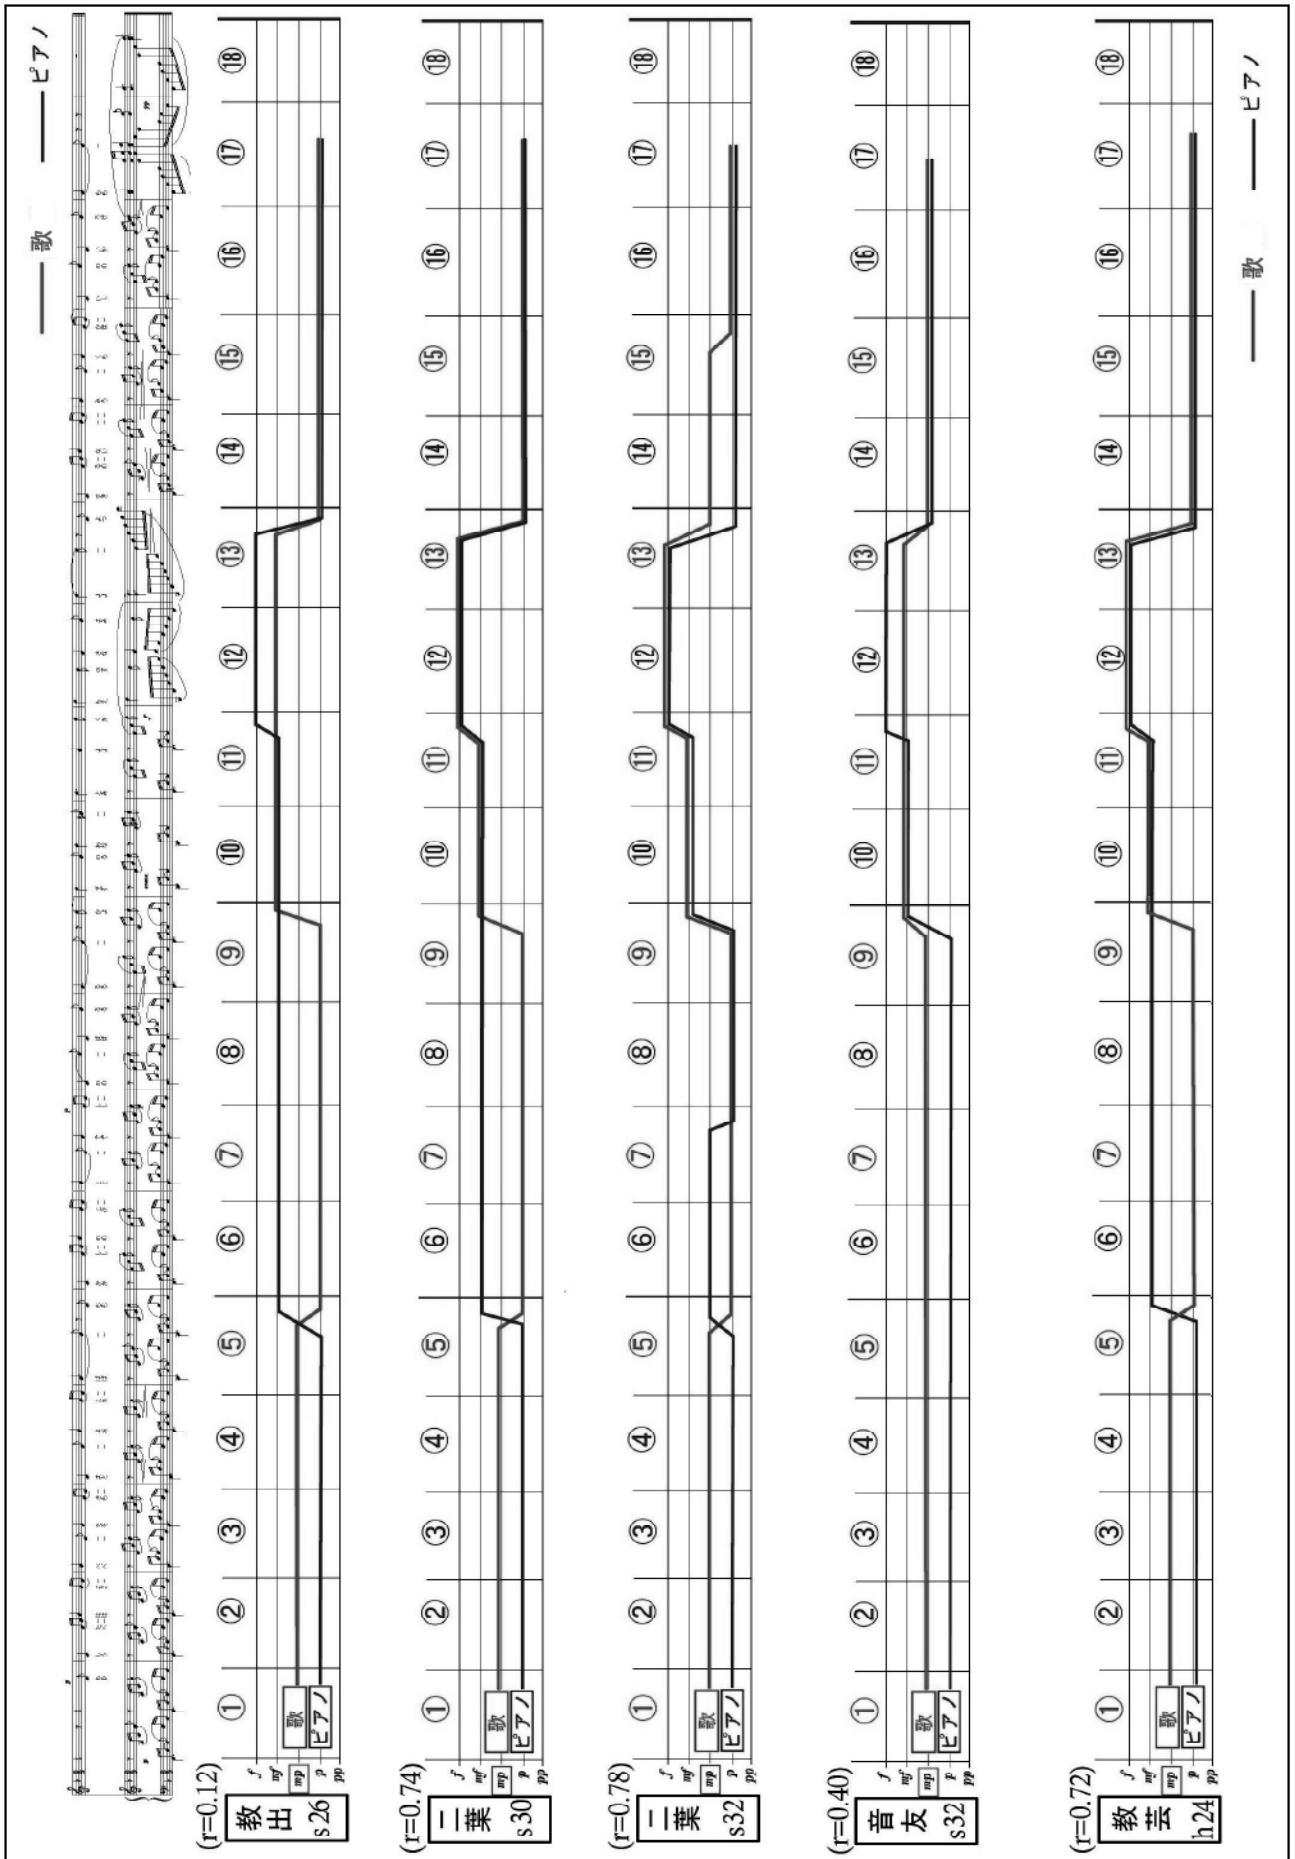 歌 ピアノ
(r=0.12)
教出
s26
f
mf
mp
p
pp
歌
ピアノ
① ② ③ ④ ⑤ ⑥ ⑦ ⑧ ⑨ ⑩ ⑪ ⑫ ⑬ ⑭ ⑮ ⑯ ⑰ ⑱
(r=0.74)
二葉
s30
f
mf
mp
p
pp
歌
ピアノ
① ② ③ ④ ⑤ ⑥ ⑦ ⑧ ⑨ ⑩ ⑪ ⑫ ⑬ ⑭ ⑮ ⑯ ⑰ ⑱
(r=0.78)
二葉
s32
f
mf
mp
p
pp
歌
ピアノ
① ② ③ ④ ⑤ ⑥ ⑦ ⑧ ⑨ ⑩ ⑪ ⑫ ⑬ ⑭ ⑮ ⑯ ⑰ ⑱
(r=0.40)
音友
s32
f
mf
mp
p
pp
歌
ピアノ
① ② ③ ④ ⑤ ⑥ ⑦ ⑧ ⑨ ⑩ ⑪ ⑫ ⑬ ⑭ ⑮ ⑯ ⑰ ⑱
(r=0.72)
教芸
h24
f
mf
mp
p
pp
歌
ピアノ
① ② ③ ④ ⑤ ⑥ ⑦ ⑧ ⑨ ⑩ ⑪ ⑫ ⑬ ⑭ ⑮ ⑯ ⑰ ⑱
歌 ピアノ